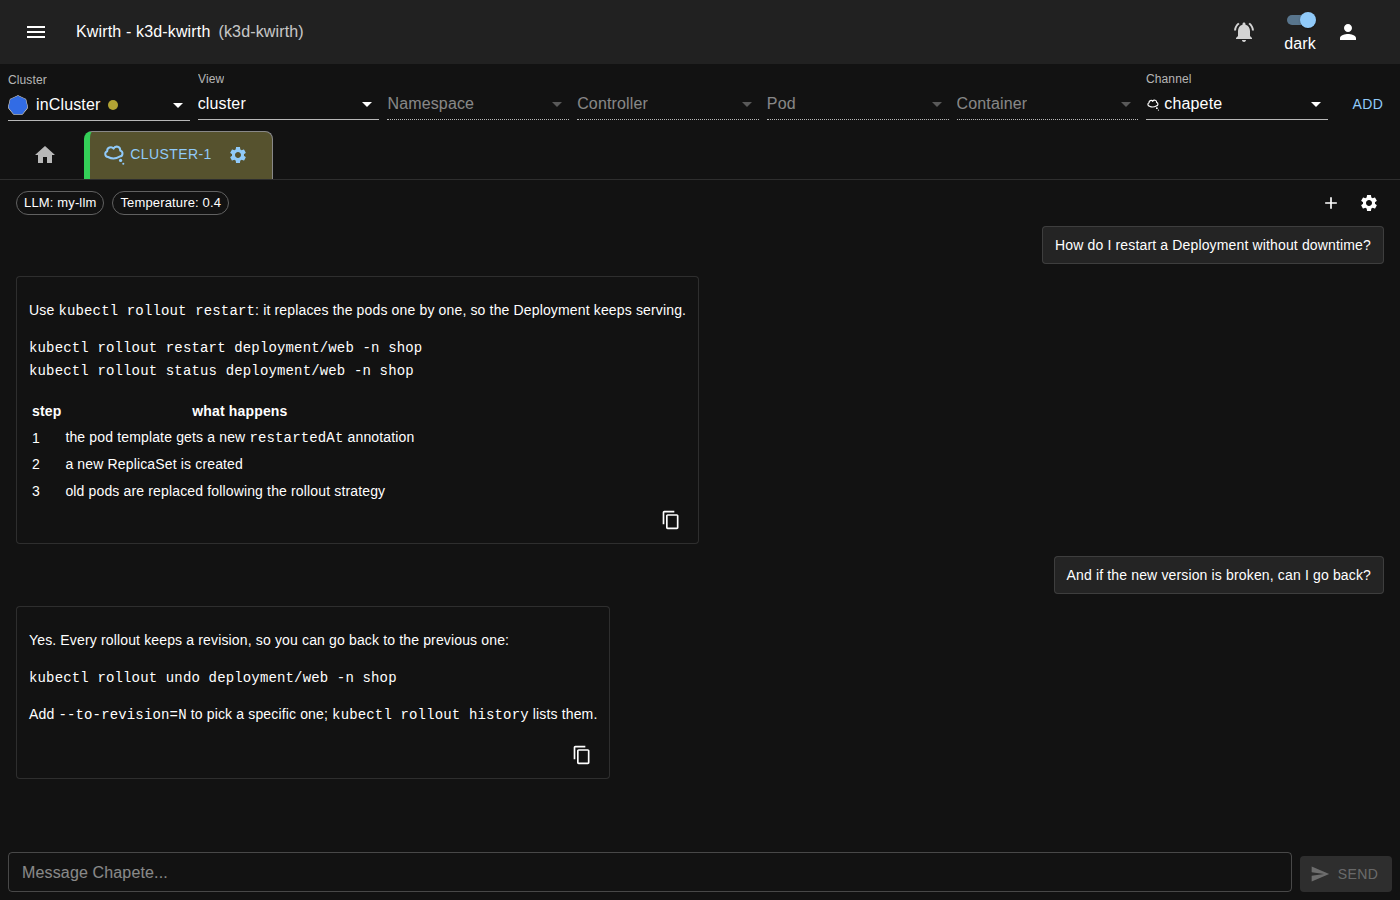 Kwirth - k3d-kwirth (k3d-kwirth)
dark
Cluster
View
Channel
inCluster
cluster
Namespace
Controller
Pod
Container
chapete
ADD
CLUSTER-1
LLM: my-llm
Temperature: 0.4
How do I restart a Deployment without downtime?
Use kubectl rollout restart: it replaces the pods one by one, so the Deployment keeps serving.
kubectl rollout restart deployment/web -n shop
kubectl rollout status deployment/web -n shop
step what happens
1 the pod template gets a new restartedAt annotation
2 a new ReplicaSet is created
3 old pods are replaced following the rollout strategy
And if the new version is broken, can I go back?
Yes. Every rollout keeps a revision, so you can go back to the previous one:
kubectl rollout undo deployment/web -n shop
Add --to-revision=N to pick a specific one; kubectl rollout history lists them.
Message Chapete...
SEND